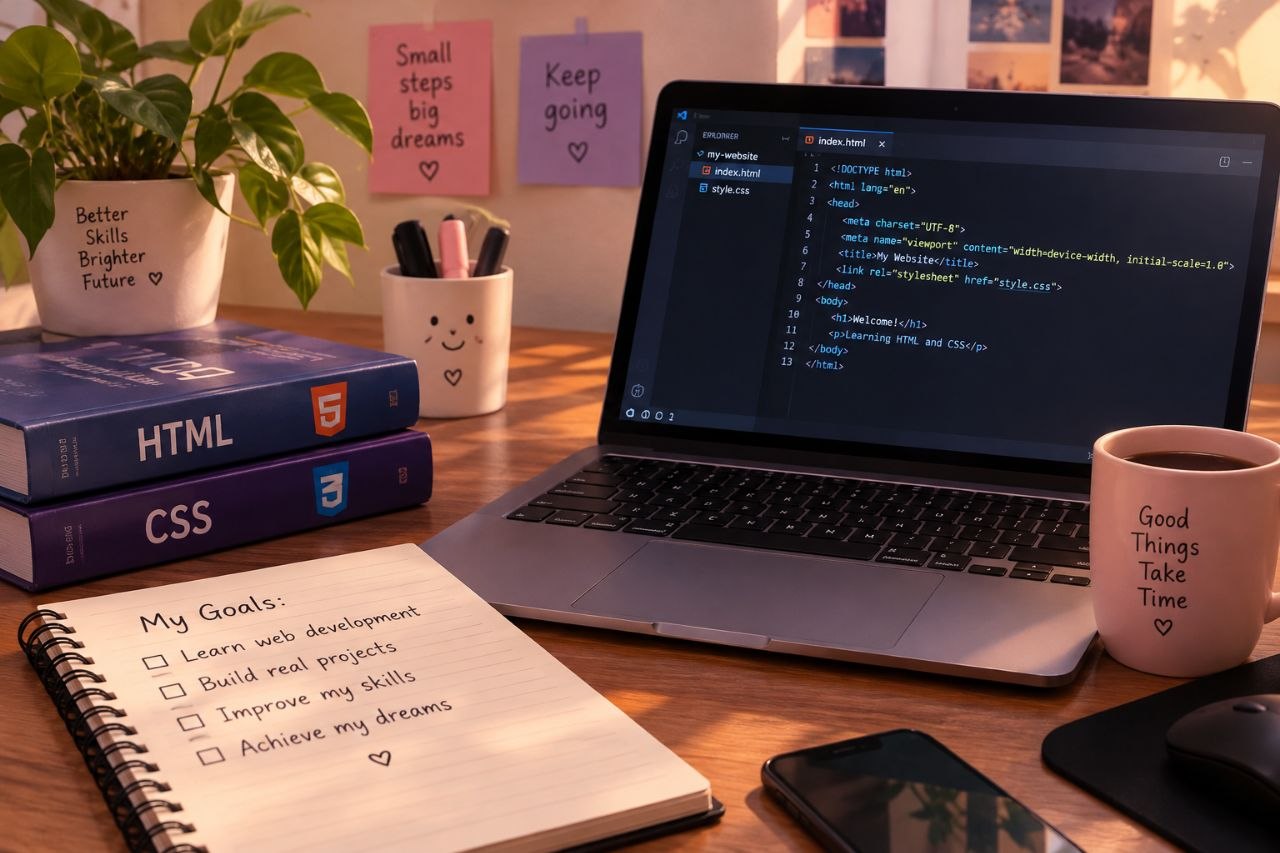 Small
steps
big
dreams
♡
Keep
going
♡
Better
Skills
Brighter
Future ♡
HTML
5
CSS
3
My Goals:
☐ Learn web development
☐ Build real projects
☐ Improve my skills
☐ Achieve my dreams
♡
my-website
index.html
style.css
index.html ×
1 <!DOCTYPE html>
2 <html lang="en">
3 <head>
4 <meta charset="UTF-8">
5 <meta name="viewport" content="width=device-width, initial-scale=1.0">
6 <title>My Website</title>
7 <link rel="stylesheet" href="style.css">
8 </head>
9 <body>
10 <h1>Welcome!</h1>
11 <p>Learning HTML and CSS</p>
12 </body>
13 </html>
Good
Things
Take
Time
♡